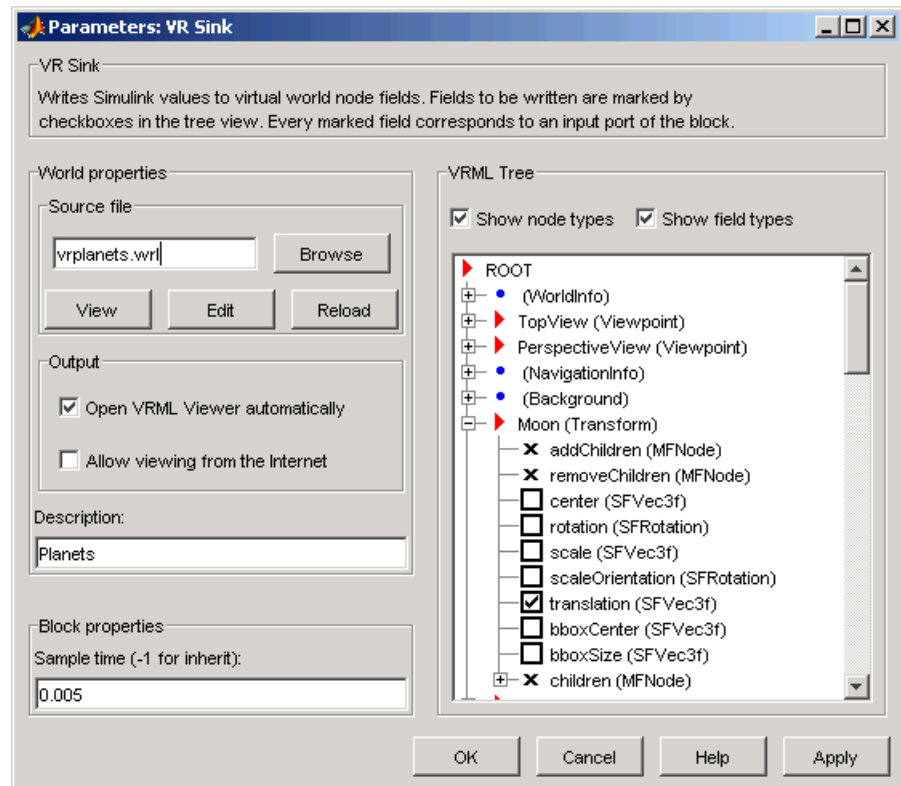 Parameters: VR Sink
VR Sink
Writes Simulink values to virtual world node fields. Fields to be written are marked by
checkboxes in the tree view. Every marked field corresponds to an input port of the block.
World properties
Source file
vrplanets.wrl
Browse
View
Edit
Reload
Output
Open VRML Viewer automatically
Allow viewing from the Internet
Description:
Planets
Block properties
Sample time (-1 for inherit):
0.005
VRML Tree
Show node types
Show field types
ROOT
(WorldInfo)
TopView (Viewpoint)
PerspectiveView (Viewpoint)
(NavigationInfo)
(Background)
Moon (Transform)
addChildren (MFNode)
removeChildren (MFNode)
center (SFVec3f)
rotation (SFRotation)
scale (SFVec3f)
scaleOrientation (SFRotation)
translation (SFVec3f)
bboxCenter (SFVec3f)
bboxSize (SFVec3f)
children (MFNode)
OK
Cancel
Help
Apply